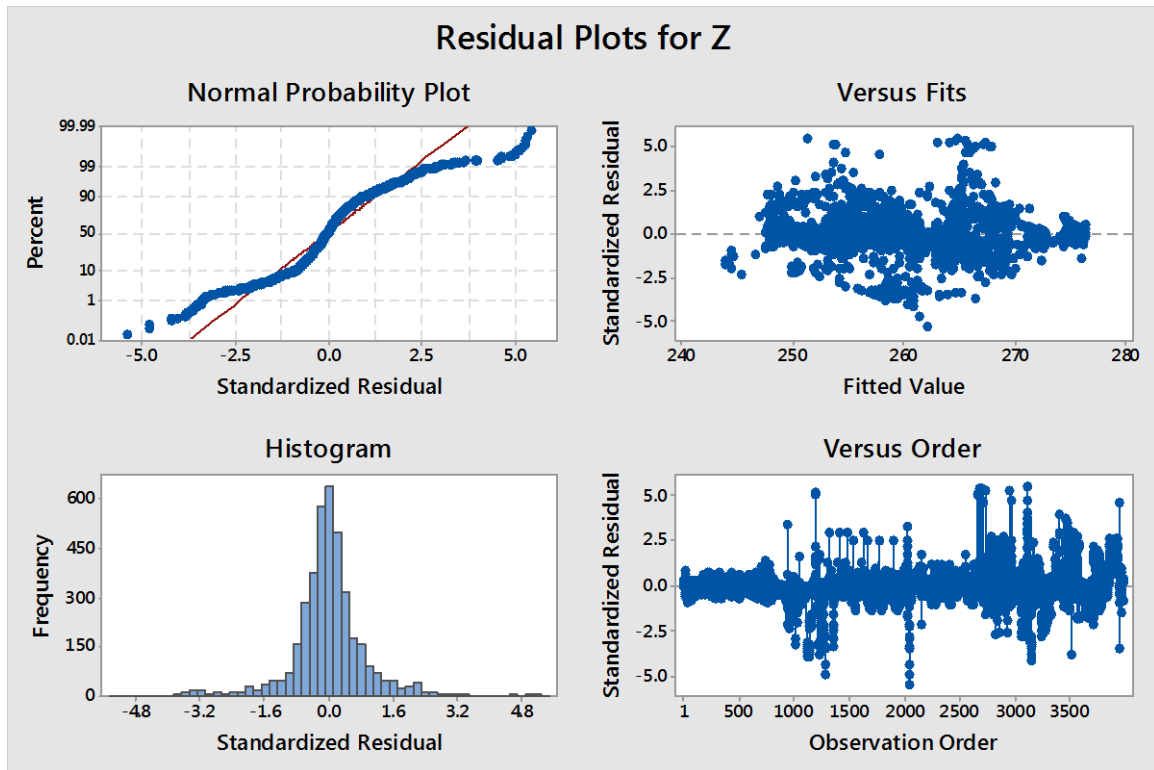 Residual Plots for Z
Normal Probability Plot
99.99
99
90
50
10
1
0.01
Percent
-5.0 -2.5 0.0 2.5 5.0
Standardized Residual
Versus Fits
5.0
2.5
0.0
-2.5
-5.0
Standardized Residual
240 250 260 270 280
Fitted Value
Histogram
600
450
300
150
0
Frequency
-4.8 -3.2 -1.6 0.0 1.6 3.2 4.8
Standardized Residual
Versus Order
5.0
2.5
0.0
-2.5
-5.0
Standardized Residual
1 500 1000 1500 2000 2500 3000 3500
Observation Order